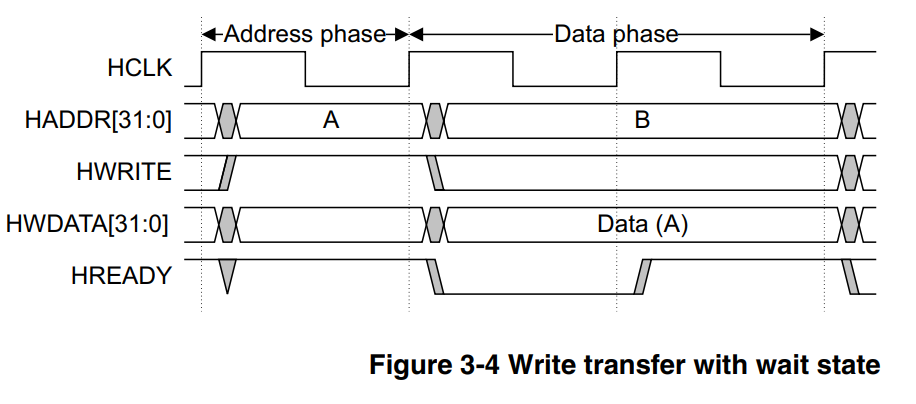 Address phase Data phase
HCLK
HADDR[31:0] A B
HWRITE
HWDATA[31:0] Data (A)
HREADY
Figure 3-4 Write transfer with wait state